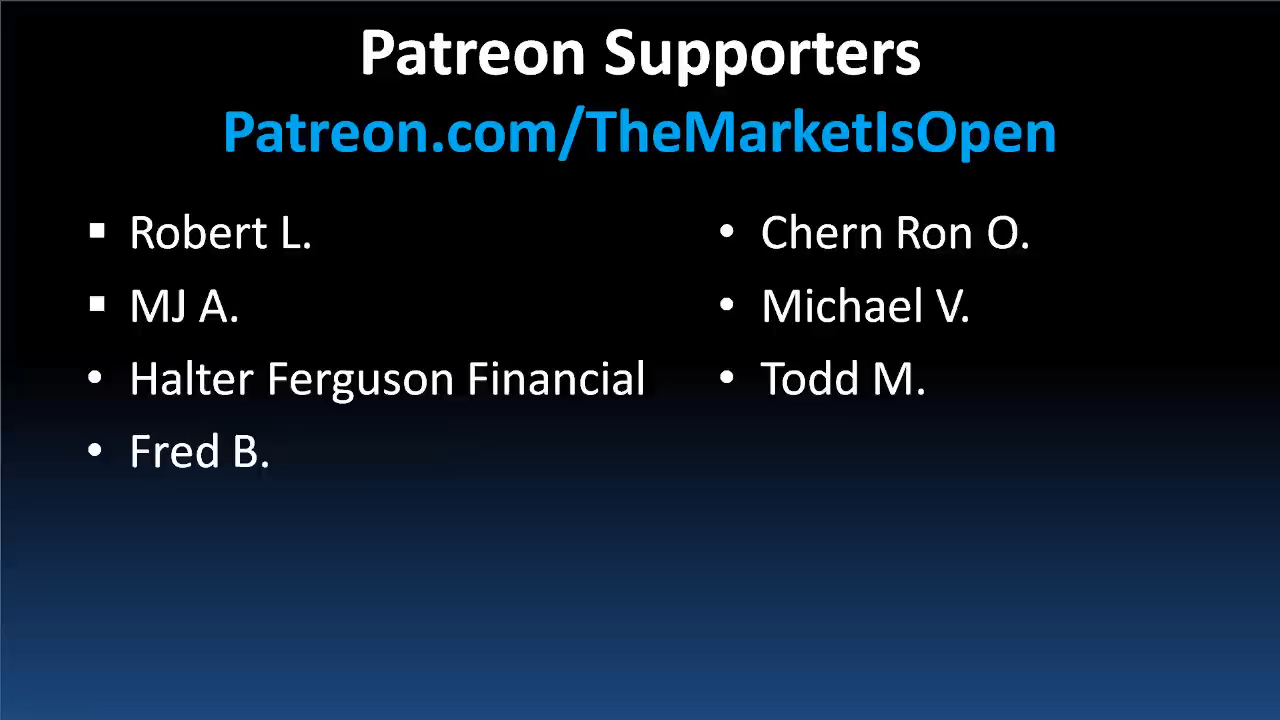 Patreon Supporters
Patreon.com/TheMarketIsOpen
▪ Robert L.
▪ MJ A.
• Halter Ferguson Financial
• Fred B.
• Chern Ron O.
• Michael V.
• Todd M.